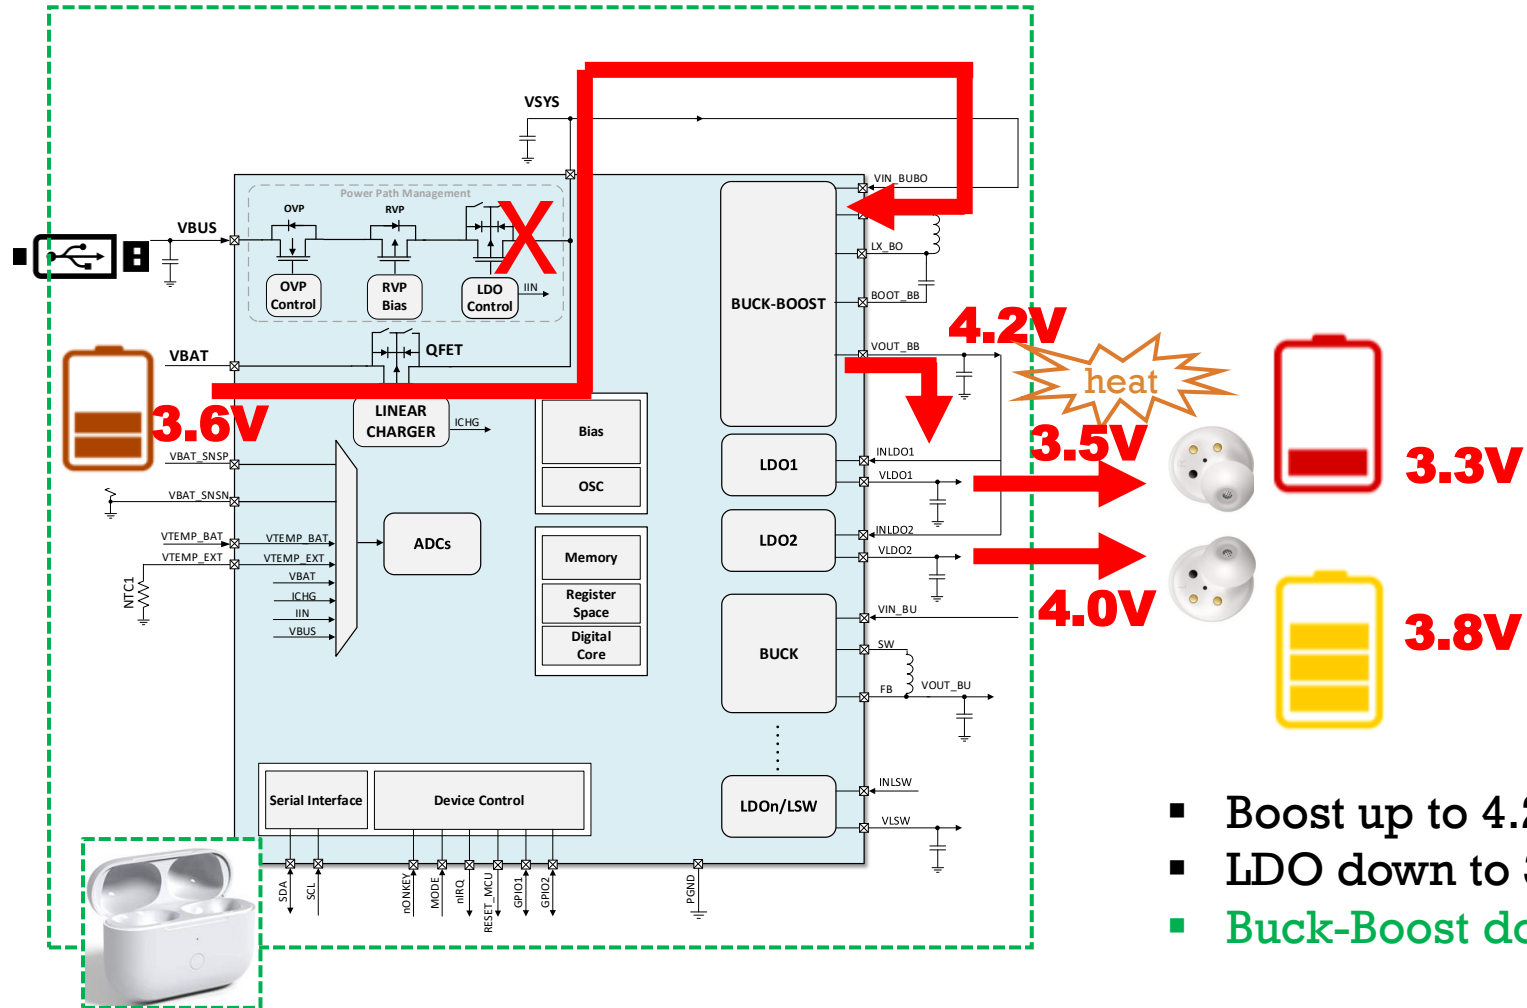 VSYS
Power Path Management
VIN_BUBO
OVP
RVP
X
VBUS
LX_BO
OVP
Control
RVP
Bias
LDO
Control
IIN
BOOT_BB
BUCK-BOOST
4.2V
VBAT
QFET
VOUT_BB
heat
3.6V
LINEAR
CHARGER
ICHG
Bias
3.5V
VBAT_SNSP
INLDO1
LDO1
3.3V
OSC
VLDO1
VBAT_SNSN
VTEMP_BAT
VTEMP_BAT
ADCs
LDO2
INLDO2
VTEMP_EXT
VTEMP_EXT
Memory
VLDO2
VBAT
NTC1
ICHG
Register
Space
4.0V
VIN_BU
IIN
3.8V
VBUS
Digital
Core
BUCK
SW
FB
VOUT_BU
INLSW
Serial Interface
Device Control
LDOn/LSW
VLSW
▪ Boost up to 4.2
▪ LDO down to
▪ Buck-Boost do
SDA
SCL
nONKEY
MODE
nIRQ
RESET_MCU
GPIO1
GPIO2
PGND